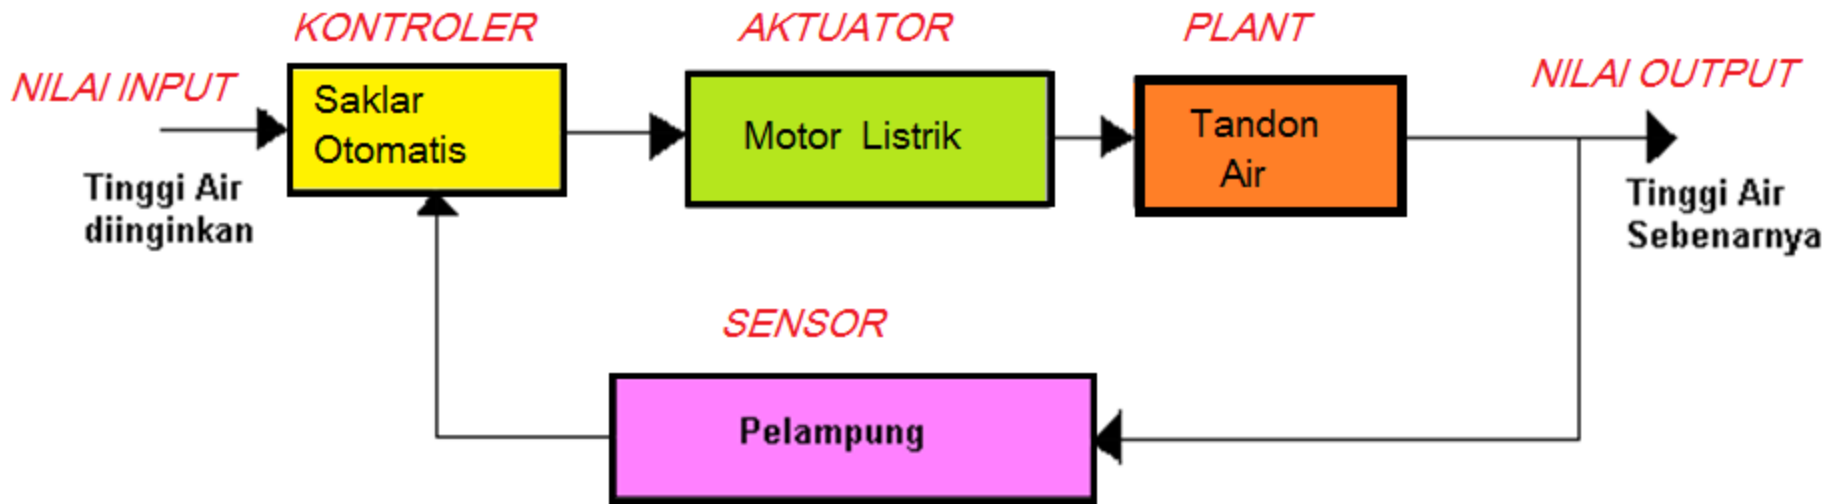 KONTROLER
AKTUATOR
PLANT
NILAI INPUT
NILAI OUTPUT
Saklar
Otomatis
Motor Listrik
Tandon
Air
Tinggi Air
diinginkan
Tinggi Air
Sebenarnya
SENSOR
Pelampung